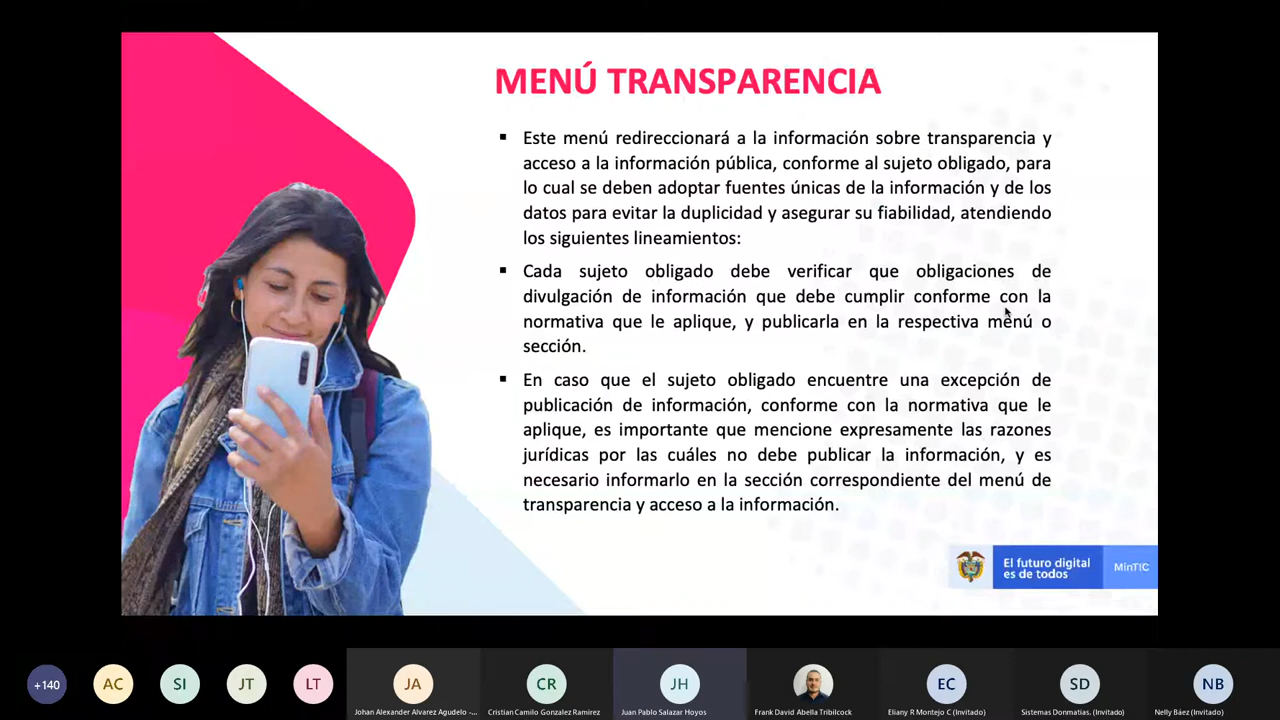 MENÚ TRANSPARENCIA
▪ Este menú redireccionará a la información sobre transparencia y
acceso a la información pública, conforme al sujeto obligado, para
lo cual se deben adoptar fuentes únicas de la información y de los
datos para evitar la duplicidad y asegurar su fiabilidad, atendiendo
los siguientes lineamientos:
▪ Cada sujeto obligado debe verificar que obligaciones de
divulgación de información que debe cumplir conforme con la
normativa que le aplique, y publicarla en la respectiva menú o
sección.
▪ En caso que el sujeto obligado encuentre una excepción de
publicación de información, conforme con la normativa que le
aplique, es importante que mencione expresamente las razones
jurídicas por las cuáles no debe publicar la información, y es
necesario informarlo en la sección correspondiente del menú de
transparencia y acceso a la información.
El futuro digital
es de todos
MinTIC
+140 AC SI JT LT JA CR JH EC SD NB
Johan Alexander Alvarez Agudelo -... Cristian Camilo Gonzalez Ramirez Juan Pablo Salazar Hoyos Frank David Abella Tribilcock Eliany R Montejo C (Invitado) Sistemas Donmatias. (Invitado) Nelly Báez (Invitado)